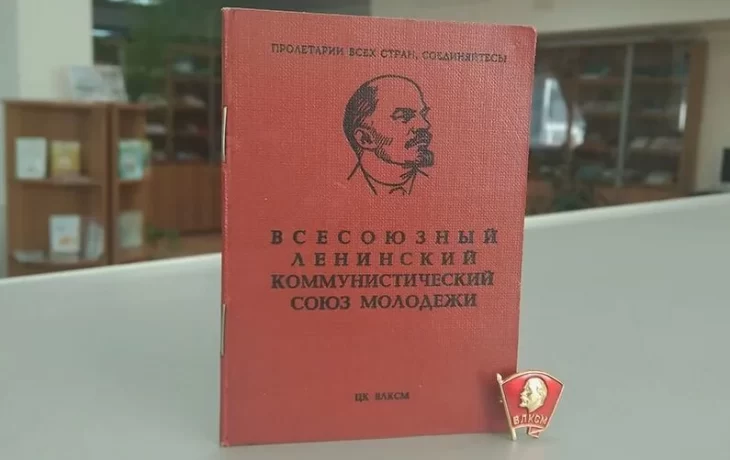 ПРОЛЕТАРИИ ВСЕХ СТРАН, СОЕДИНЯЙТЕСЬ!
ВСЕСОЮЗНЫЙ
ЛЕНИНСКИЙ
КОММУНИСТИЧЕСКИЙ
СОЮЗ МОЛОДЕЖИ
ЦК ВЛКСМ
ВЛКСМ